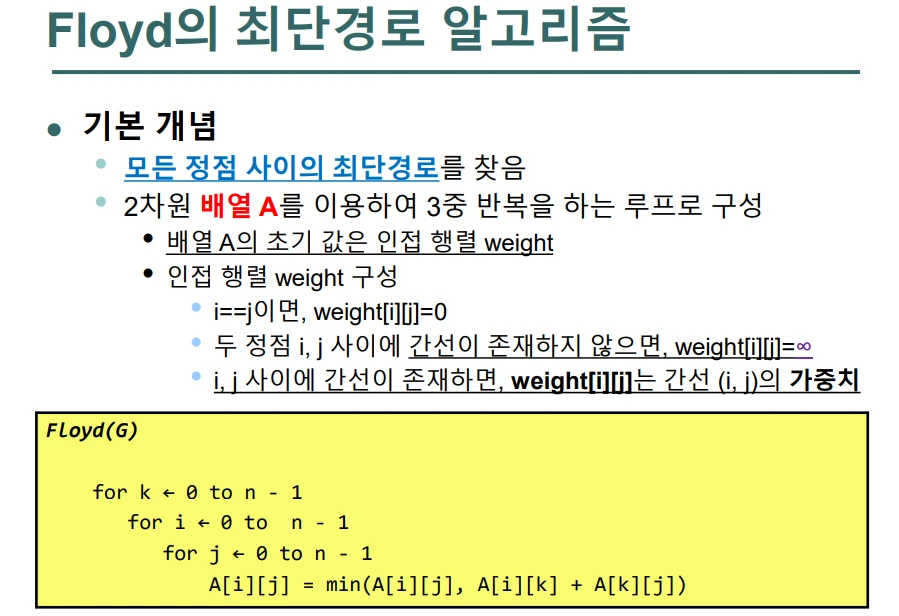 Floyd의 최단경로 알고리즘
● 기본 개념
• 모든 정점 사이의 최단경로를 찾음
• 2차원 배열 A를 이용하여 3중 반복을 하는 루프로 구성
• 배열 A의 초기 값은 인접 행렬 weight
• 인접 행렬 weight 구성
• i==j이면, weight[i][j]=0
• 두 정점 i, j 사이에 간선이 존재하지 않으면, weight[i][j]=∞
• i, j 사이에 간선이 존재하면, weight[i][j]는 간선 (i, j)의 가중치
Floyd(G)
for k ← 0 to n - 1
for i ← 0 to n - 1
for j ← 0 to n - 1
A[i][j] = min(A[i][j], A[i][k] + A[k][j])